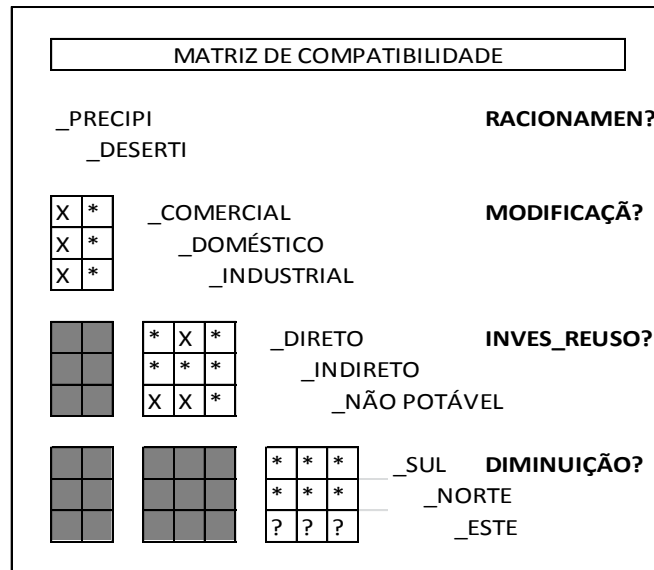 MATRIZ DE COMPATIBILIDADE
_PRECIPI RACIONAMEN?
_DESERTI
X * _COMERCIAL MODIFICAÇÃ?
X * _DOMÉSTICO
X * _INDUSTRIAL
* X * _DIRETO INVES_REUSO?
* * * _INDIRETO
X X * _NÃO POTÁVEL
* * * _SUL DIMINUIÇÃO?
* * * _NORTE
? ? ? _ESTE